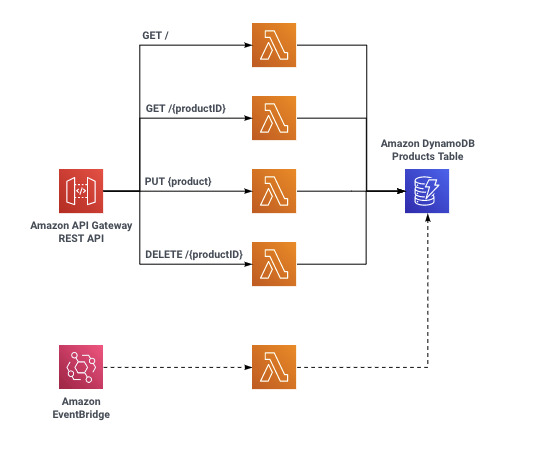 GET /
GET /{productID}
Amazon DynamoDB
Products Table
PUT {product}
Amazon API Gateway
REST API
DELETE /{productID}
Amazon
EventBridge